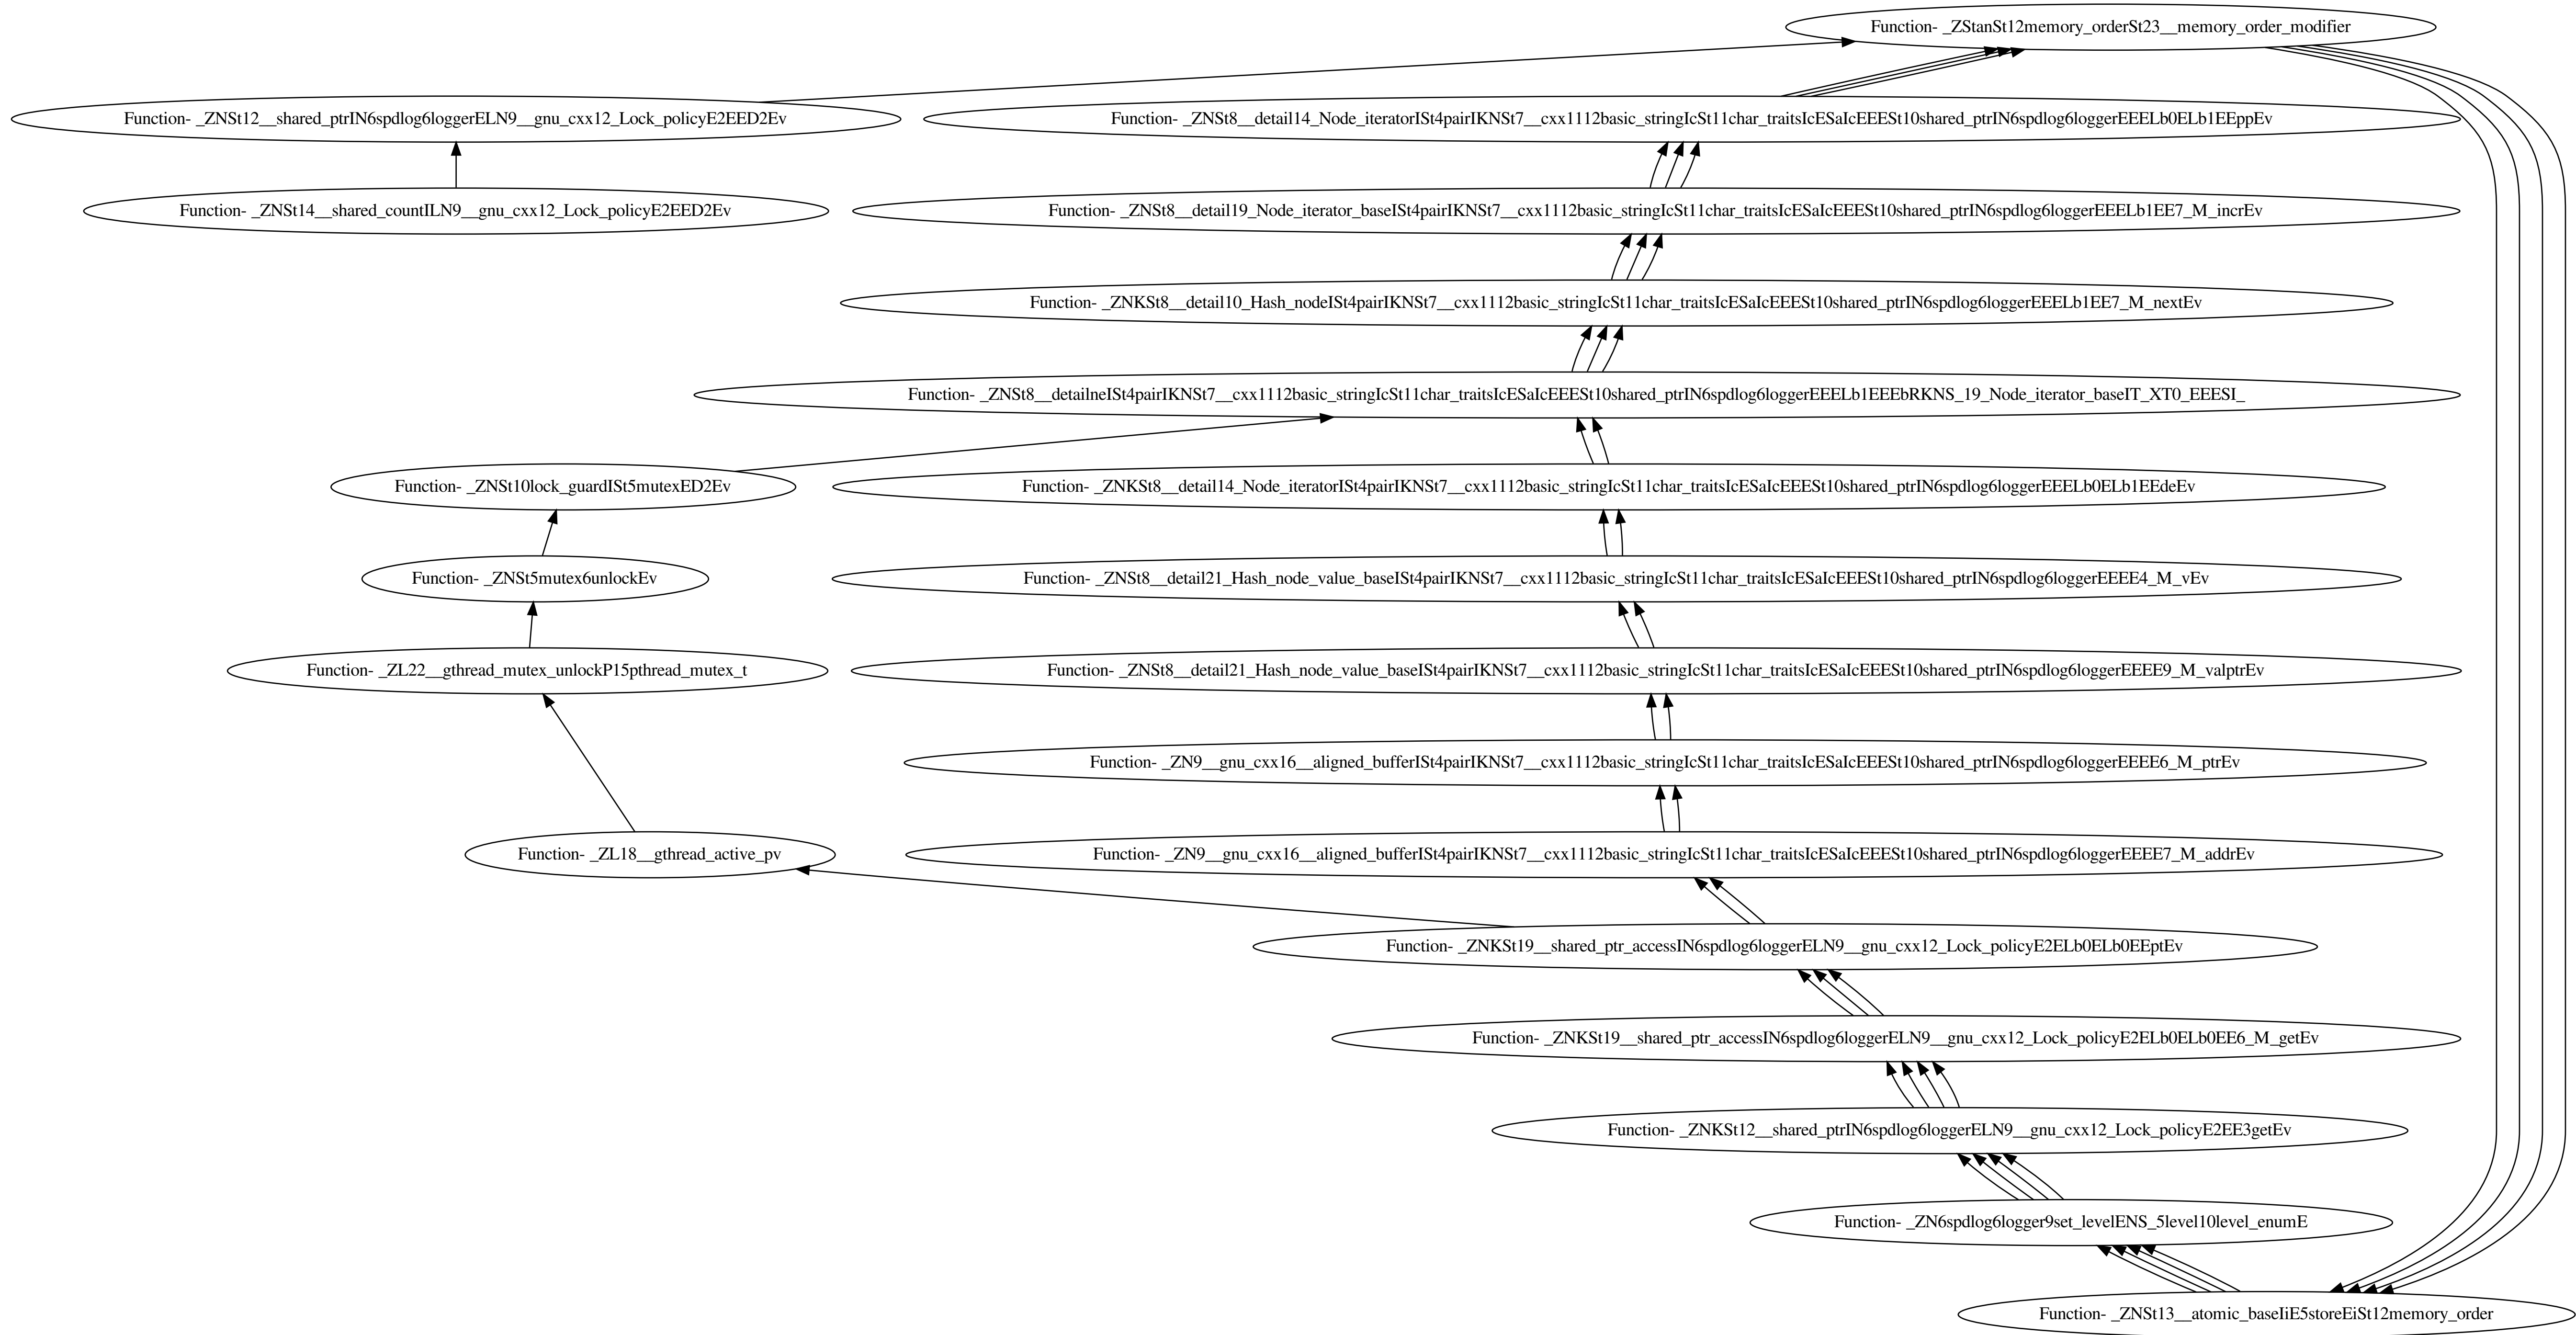 Function- _ZStanSt12memory_orderSt23__memory_order_modifier
Function- _ZNSt12__shared_ptrIN6spdlog6loggerELN9__gnu_cxx12_Lock_policyE2EED2Ev
Function- _ZNSt8__detail14_Node_iteratorISt4pairIKNSt7__cxx1112basic_stringIcSt11char_traitsIcESaIcEEESt10shared_ptrIN6spdlog6loggerEEELb0ELb1EEppEv
Function- _ZNSt14__shared_countILN9__gnu_cxx12_Lock_policyE2EED2Ev
Function- _ZNSt8__detail19_Node_iterator_baseISt4pairIKNSt7__cxx1112basic_stringIcSt11char_traitsIcESaIcEEESt10shared_ptrIN6spdlog6loggerEEELb1EE7_M_incrEv
Function- _ZNKSt8__detail10_Hash_nodeISt4pairIKNSt7__cxx1112basic_stringIcSt11char_traitsIcESaIcEEESt10shared_ptrIN6spdlog6loggerEEELb1EE7_M_nextEv
Function- _ZNSt8__detailneISt4pairIKNSt7__cxx1112basic_stringIcSt11char_traitsIcESaIcEEESt10shared_ptrIN6spdlog6loggerEEELb1EEEbRKNS_19_Node_iterator_baseIT_XT0_EEESI_
Function- _ZNSt10lock_guardISt5mutexED2Ev
Function- _ZNKSt8__detail14_Node_iteratorISt4pairIKNSt7__cxx1112basic_stringIcSt11char_traitsIcESaIcEEESt10shared_ptrIN6spdlog6loggerEEELb0ELb1EEdeEv
Function- _ZNSt5mutex6unlockEv
Function- _ZNSt8__detail21_Hash_node_value_baseISt4pairIKNSt7__cxx1112basic_stringIcSt11char_traitsIcESaIcEEESt10shared_ptrIN6spdlog6loggerEEEE4_M_vEv
Function- _ZL22__gthread_mutex_unlockP15pthread_mutex_t
Function- _ZNSt8__detail21_Hash_node_value_baseISt4pairIKNSt7__cxx1112basic_stringIcSt11char_traitsIcESaIcEEESt10shared_ptrIN6spdlog6loggerEEEE9_M_valptrEv
Function- _ZN9__gnu_cxx16__aligned_bufferISt4pairIKNSt7__cxx1112basic_stringIcSt11char_traitsIcESaIcEEESt10shared_ptrIN6spdlog6loggerEEEE6_M_ptrEv
Function- _ZL18__gthread_active_pv
Function- _ZN9__gnu_cxx16__aligned_bufferISt4pairIKNSt7__cxx1112basic_stringIcSt11char_traitsIcESaIcEEESt10shared_ptrIN6spdlog6loggerEEEE7_M_addrEv
Function- _ZNKSt19__shared_ptr_accessIN6spdlog6loggerELN9__gnu_cxx12_Lock_policyE2ELb0ELb0EEptEv
Function- _ZNKSt19__shared_ptr_accessIN6spdlog6loggerELN9__gnu_cxx12_Lock_policyE2ELb0ELb0EE6_M_getEv
Function- _ZNKSt12__shared_ptrIN6spdlog6loggerELN9__gnu_cxx12_Lock_policyE2EE3getEv
Function- _ZN6spdlog6logger9set_levelENS_5level10level_enumE
Function- _ZNSt13__atomic_baseIiE5storeEiSt12memory_order